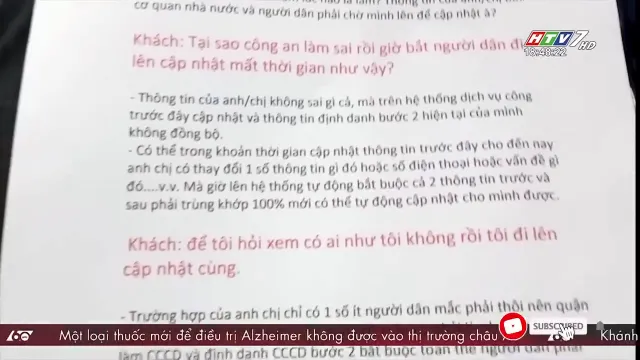 cơ quan nhà nước và người dân phải chờ mình lên để cập nhật à?
Khách: Tại sao công an làm sai rồi giờ bắt người dân đi
lên cập nhật mất thời gian như vậy?
HTV7 HD
18:48:22
- Thông tin của anh/chị không sai gì cả, mà trên hệ thống dịch vụ công
trước đây cập nhật và thông tin định danh bước 2 hiện tại của mình
không đồng bộ.
- Có thể trong khoản thời gian cập nhật thông tin trước đây cho đến nay
anh chị có thay đổi 1 số thông tin gì đó hoặc số điện thoại hoặc vấn đề gì
đó....v.v. Mà giờ lên hệ thống tự động bắt buộc cả 2 thông tin trước và
sau phải trùng khớp 100% mới có thể tự động cập nhật cho mình được.
Khách: để tôi hỏi xem có ai như tôi không rồi tôi đi lên
cập nhật cùng.
- Trường hợp của anh chị chỉ có 1 số ít người dân mắc phải thôi nên quận
60 Một loại thuốc mới để điều trị Alzheimer không được vào thị trường châu Khánh
SUBSCRIBED
làm CCCD và định danh CCCD bước 2 bắt buộc toàn thể người dân phải